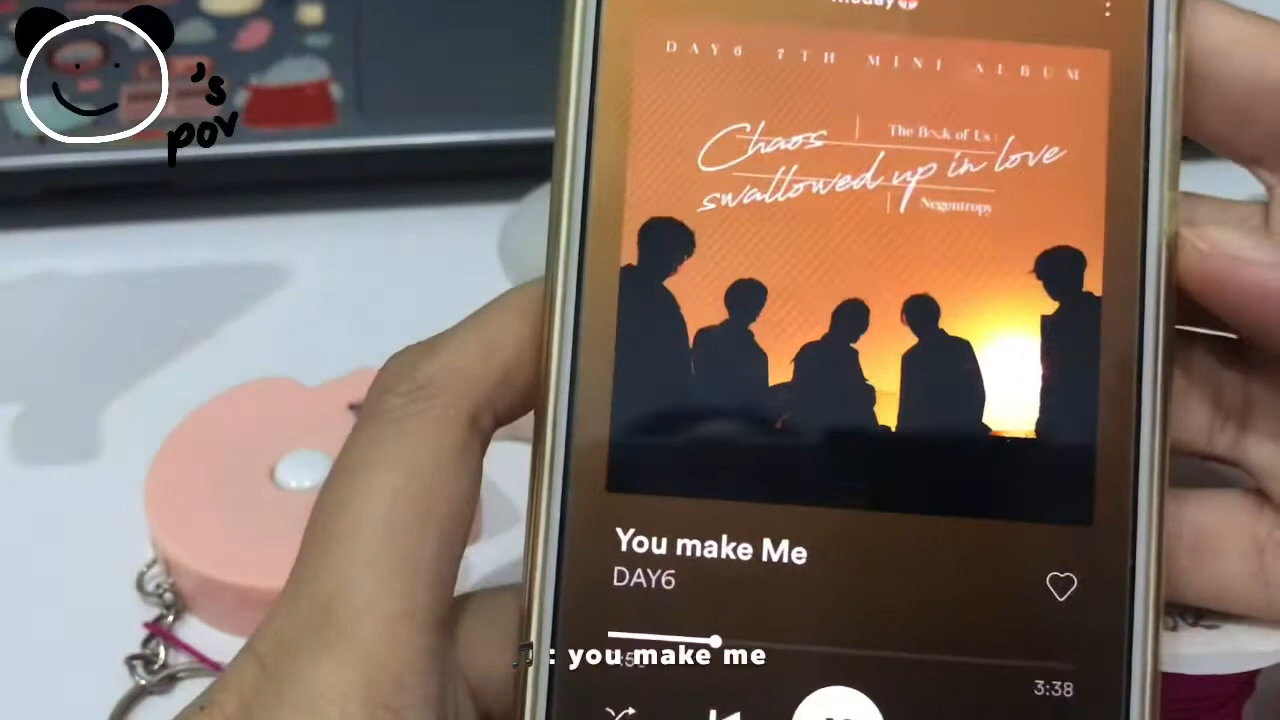 's
pov
DAY6 7TH MINI ALBUM
Chaos
The Book of Us
swallowed up in love
Negentropy
You make Me
DAY6
3:38
🎵 : you make me